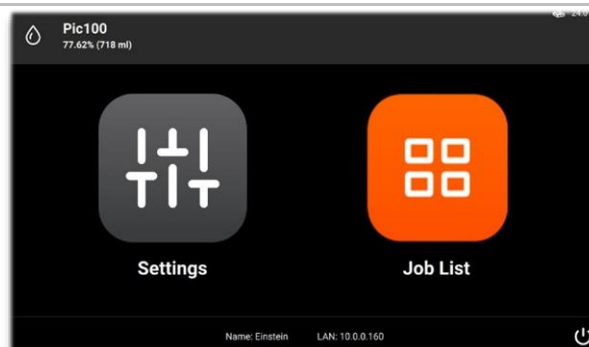 Pic100
77.62% (718 ml)
Settings
Job List
Name: Einstein LAN: 10.0.0.160